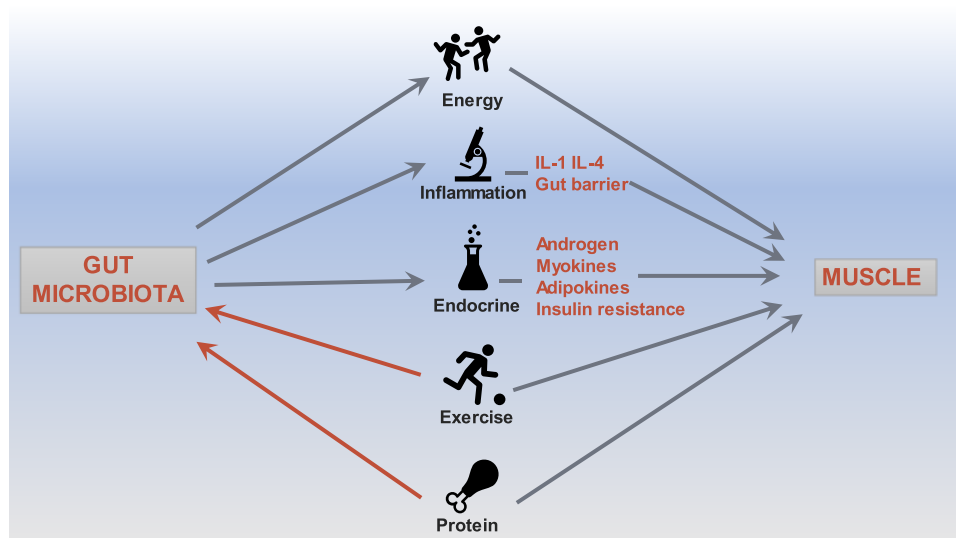 Energy
IL-1 IL-4
Inflammation
Gut barrier
Androgen
GUT
MICROBIOTA
Myokines
MUSCLE
Adipokines
Endocrine
Insulin resistance
Exercise
Protein